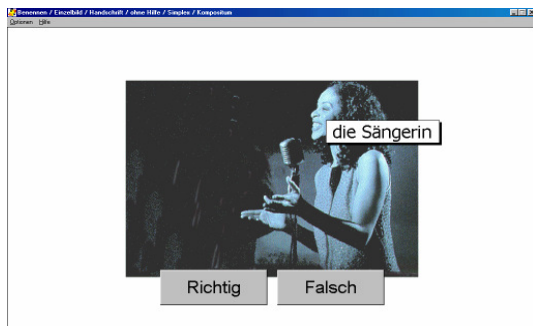 Benennen / Einzelbild / Handschrift / ohne Hilfe / Simplex / Kompositum
Optionen Hilfe
die Sängerin
Richtig Falsch